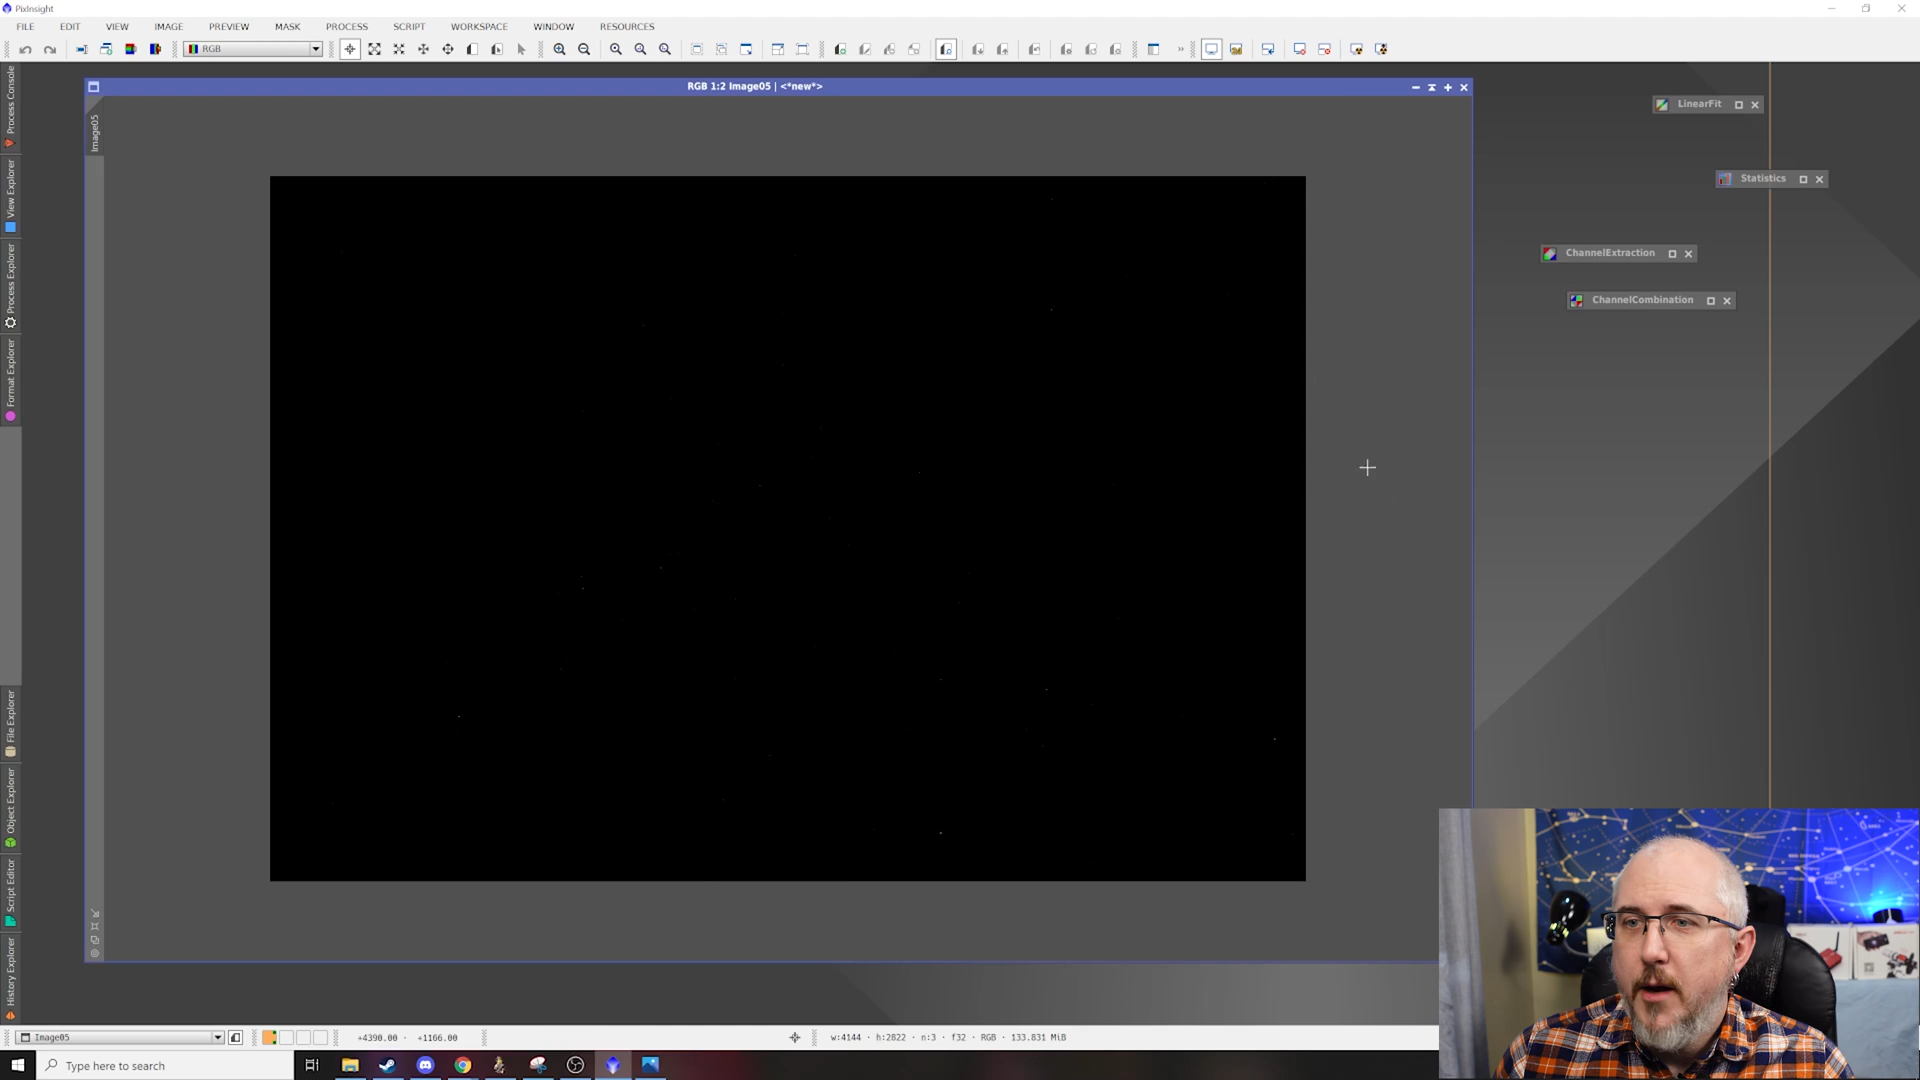 PixInsight
FILE EDIT VIEW IMAGE PREVIEW MASK PROCESS SCRIPT WORKSPACE WINDOW RESOURCES
RGB
»
RGB 1:2 Image05 | <*new*>
Image05
Process Console
View Explorer
Process Explorer
Format Explorer
File Explorer
Object Explorer
Script Editor
History Explorer
LinearFit
Statistics
ChannelExtraction
ChannelCombination
Image05
+4390.00 · +1166.00
w:4144 · h:2822 · n:3 · f32 · RGB · 133.831 MiB
Type here to search